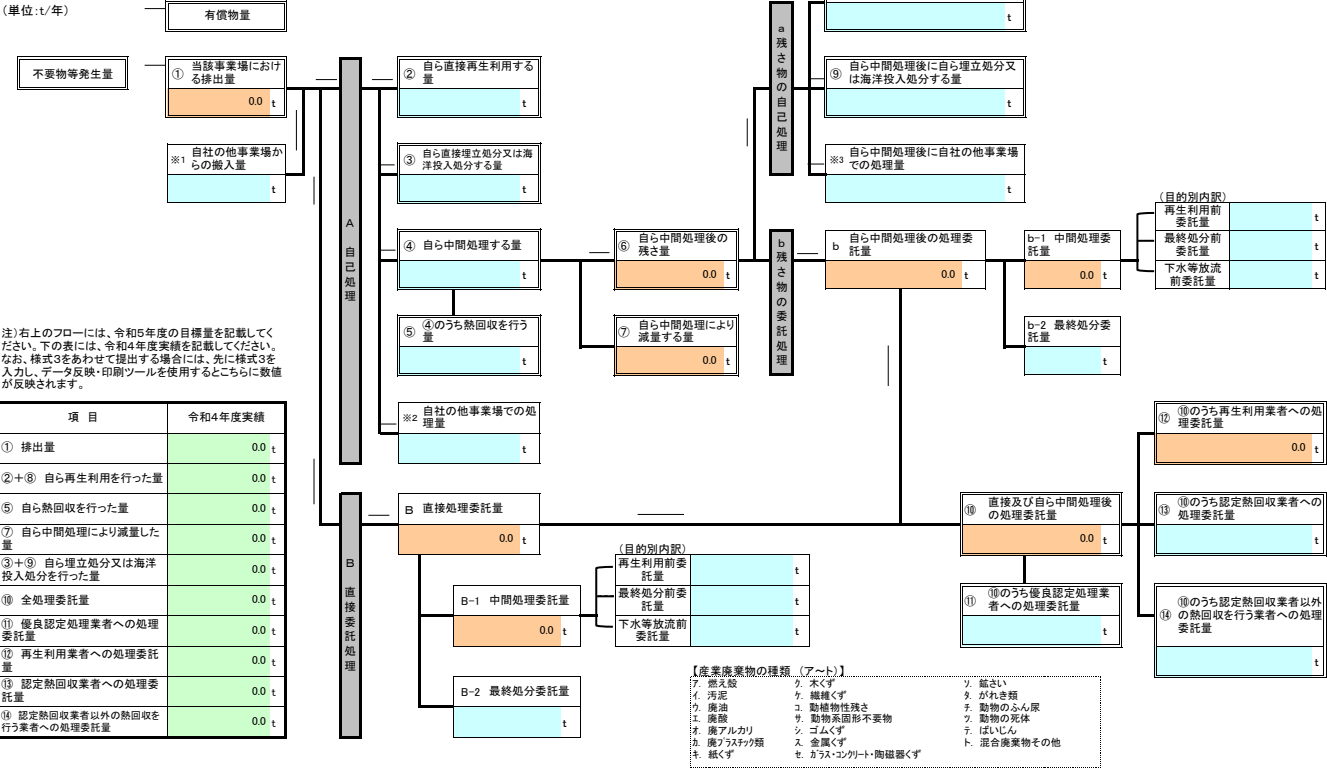 (単位:t/年)
有償物量
t
不要物等発生量
① 当該事業場におけ
る排出量
0.0 t
※1 自社の他事業場か
らの搬入量
t
A 自己処理
② 自ら直接再生利用する
量
t
③ 自ら直接埋立処分又は海
洋投入処分する量
t
④ 自ら中間処理する量
t
⑤ ④のうち熱回収を行う
量
t
※2 自社の他事業場での処
理量
t
⑥ 自ら中間処理後の
残さ量
0.0 t
⑦ 自ら中間処理により
減量する量
0.0 t
a 残さ物の自己処理
⑨ 自ら中間処理後に自ら埋立処分又
は海洋投入処分する量
t
※3 自ら中間処理後に自社の他事業場
での処理量
t
b 残さ物の委託処理
b 自ら中間処理後の処理委
託量
0.0 t
b-1 中間処理委
託量
0.0 t
b-2 最終処分委
託量
t
(目的別内訳)
再生利用前
委託量 t
最終処分前
委託量 t
下水等放流
前委託量 t
注)右上のフローには、令和5年度の目標量を記載してく
ださい。下の表には、令和4年度実績を記載してください。
なお、様式3をあわせて提出する場合には、先に様式3を
入力し、データ反映・印刷ツールを使用するとこちらに数値
が反映されます。
項 目 令和4年度実績
① 排出量 0.0 t
②+⑧ 自ら再生利用を行った量 0.0 t
⑤ 自ら熱回収を行った量 0.0 t
⑦ 自ら中間処理により減量した
量 0.0 t
③+⑨ 自ら埋立処分又は海洋
投入処分を行った量 0.0 t
⑩ 全処理委託量 0.0 t
⑪ 優良認定処理業者への処理
委託量 0.0 t
⑫ 再生利用業者への処理委託
量 0.0 t
⑬ 認定熱回収業者への処理委
託量 0.0 t
⑭ 認定熱回収業者以外の熱回収を
行う業者への処理委託量 0.0 t
B 直接委託処理
B 直接処理委託量
0.0 t
B-1 中間処理委託量
0.0 t
B-2 最終処分委託量
t
(目的別内訳)
再生利用前委
託量 t
最終処分前委
託量 t
下水等放流前
委託量 t
⑩ 直接及び自ら中間処理後
の処理委託量
0.0 t
⑪ ⑩のうち優良認定処理業
者への処理委託量
t
⑫ ⑩のうち再生利用業者への処
理委託量
0.0 t
⑬ ⑩のうち認定熱回収業者への
処理委託量
t
⑭ ⑩のうち認定熱回収業者以外
の熱回収を行う業者への処理
委託量
t
【産業廃棄物の種類 (ア~ト)】
ア. 燃え殻 ク. 木くず ソ. 鉱さい
イ. 汚泥 ケ. 繊維くず タ. がれき類
ウ. 廃油 コ. 動植物性残さ チ. 動物のふん尿
エ. 廃酸 サ. 動物系固形不要物 ツ. 動物の死体
オ. 廃アルカリ シ. ゴムくず テ. ばいじん
カ. 廃プラスチック類 ス. 金属くず ト. 混合廃棄物その他
キ. 紙くず セ. ガラス・コンクリート・陶磁器くず